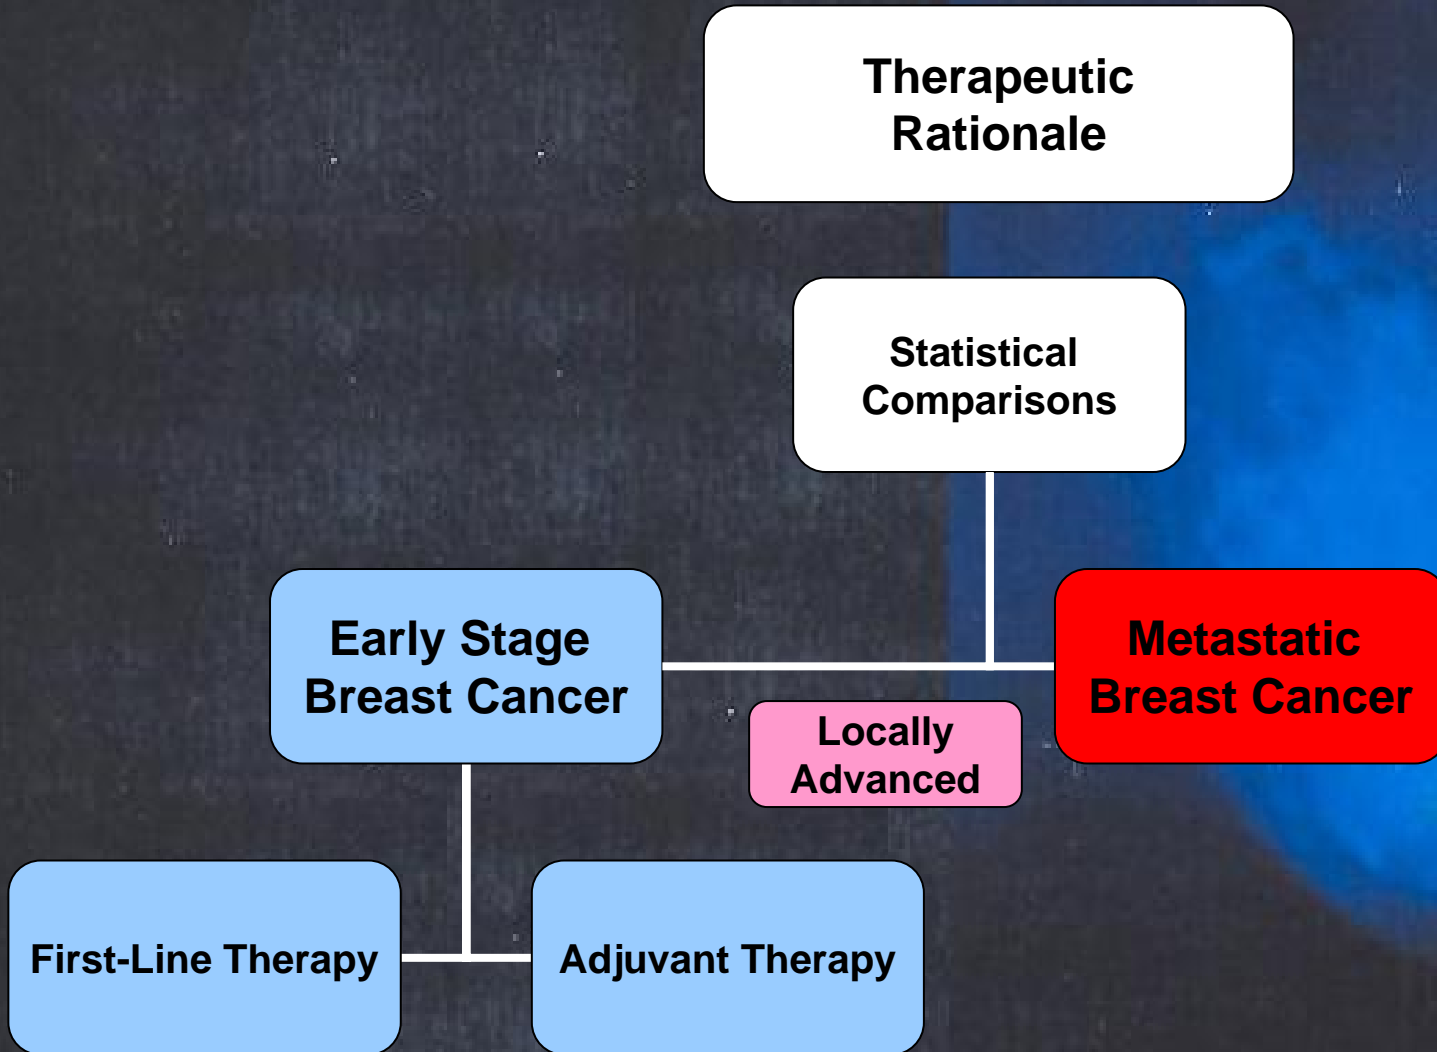 Therapeutic
Rationale
Statistical
Comparisons
Early Stage
Breast Cancer
Metastatic
Breast Cancer
Locally
Advanced
First-Line Therapy
Adjuvant Therapy